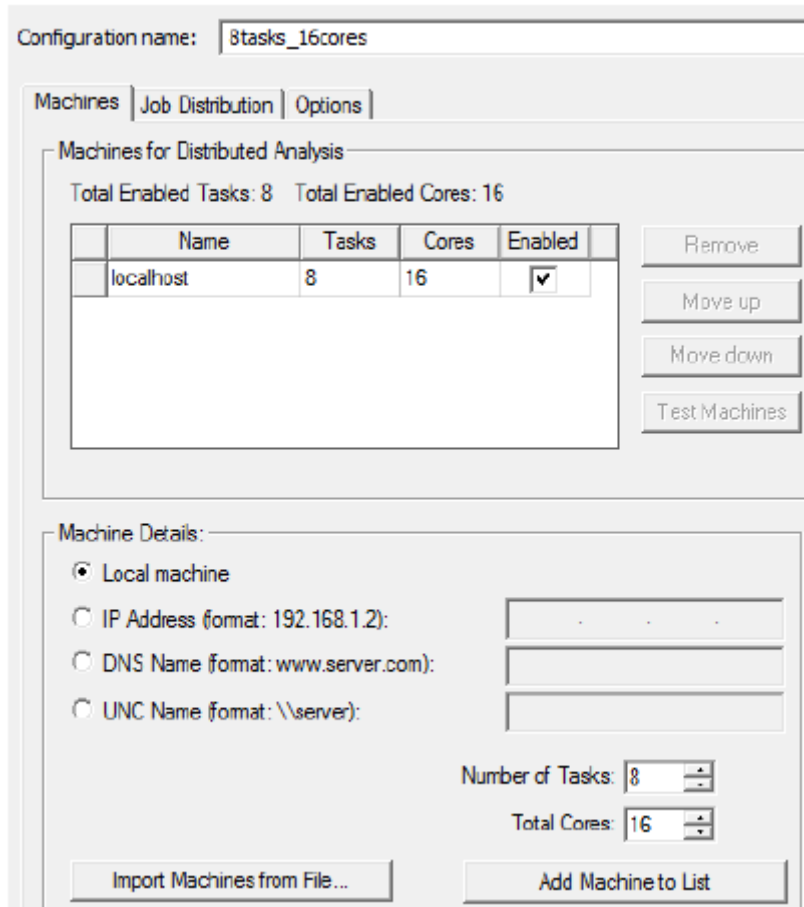 Configuration name: 8tasks_16cores
Machines Job Distribution Options
Machines for Distributed Analysis
Total Enabled Tasks: 8 Total Enabled Cores: 16
Name Tasks Cores Enabled
localhost 8 16
Remove
Move up
Move down
Test Machines
Machine Details:
Local machine
IP Address (format: 192.168.1.2):
DNS Name (format: www.server.com):
UNC Name (format: \\server):
Number of Tasks: 8
Total Cores: 16
Import Machines from File... Add Machine to List